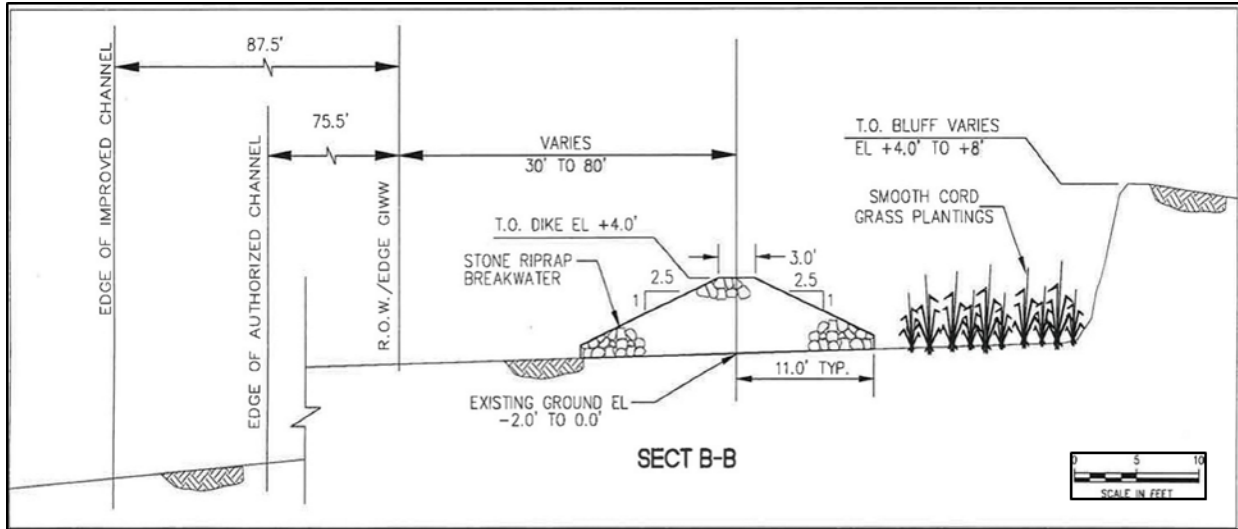 87.5'
75.5'
EDGE OF IMPROVED CHANNEL
EDGE OF AUTHORIZED CHANNEL
R.O.W./EDGE GIWW
VARIES
30' TO 80'
T.O. BLUFF VARIES
EL +4.0' TO +8'
SMOOTH CORD
GRASS PLANTINGS
T.O. DIKE EL +4.0'
STONE RIPRAP
BREAKWATER
3.0'
2.5
1
2.5
1
11.0' TYP.
EXISTING GROUND EL
-2.0' TO 0.0'
SECT B-B
0 5 10
SCALE IN FEET